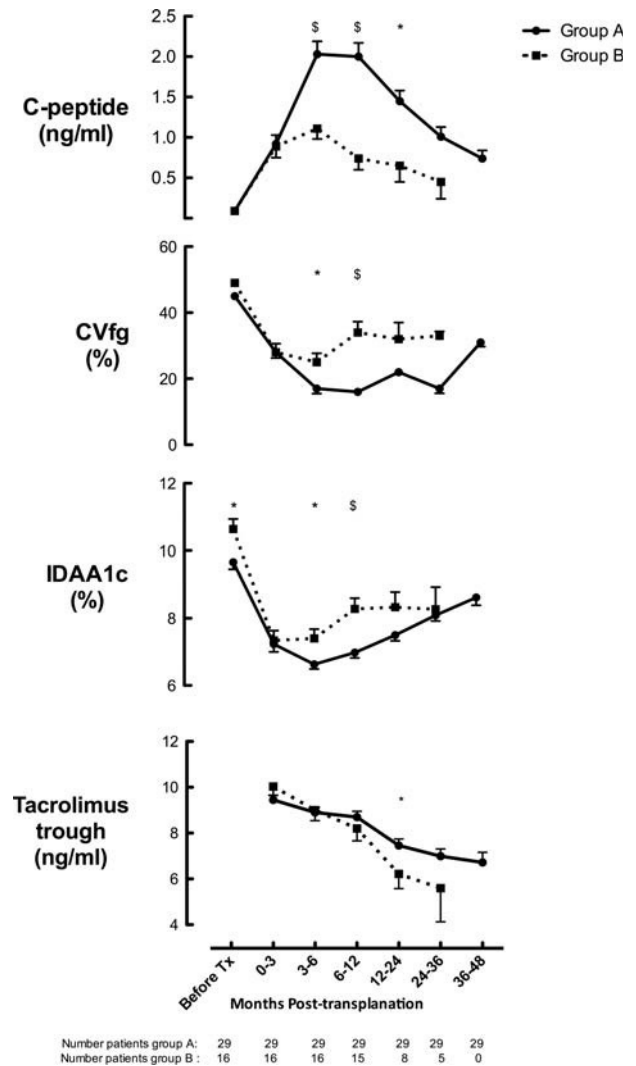 Group A
Group B
C-peptide
(ng/ml)
2.5
2.0
1.5
1.0
0.5
$ $ *
CVfg
(%)
60
40
20
0
* $
IDAA1c
(%)
12
10
8
6
* * $
Tacrolimus
trough
(ng/ml)
12
10
8
6
4
*
Before Tx
0-3
3-6
6-12
12-24
24-36
36-48
Months Post-transplanation
Number patients group A: 29 29 29 29 29 29 29
Number patients group B : 16 16 16 15 8 5 0